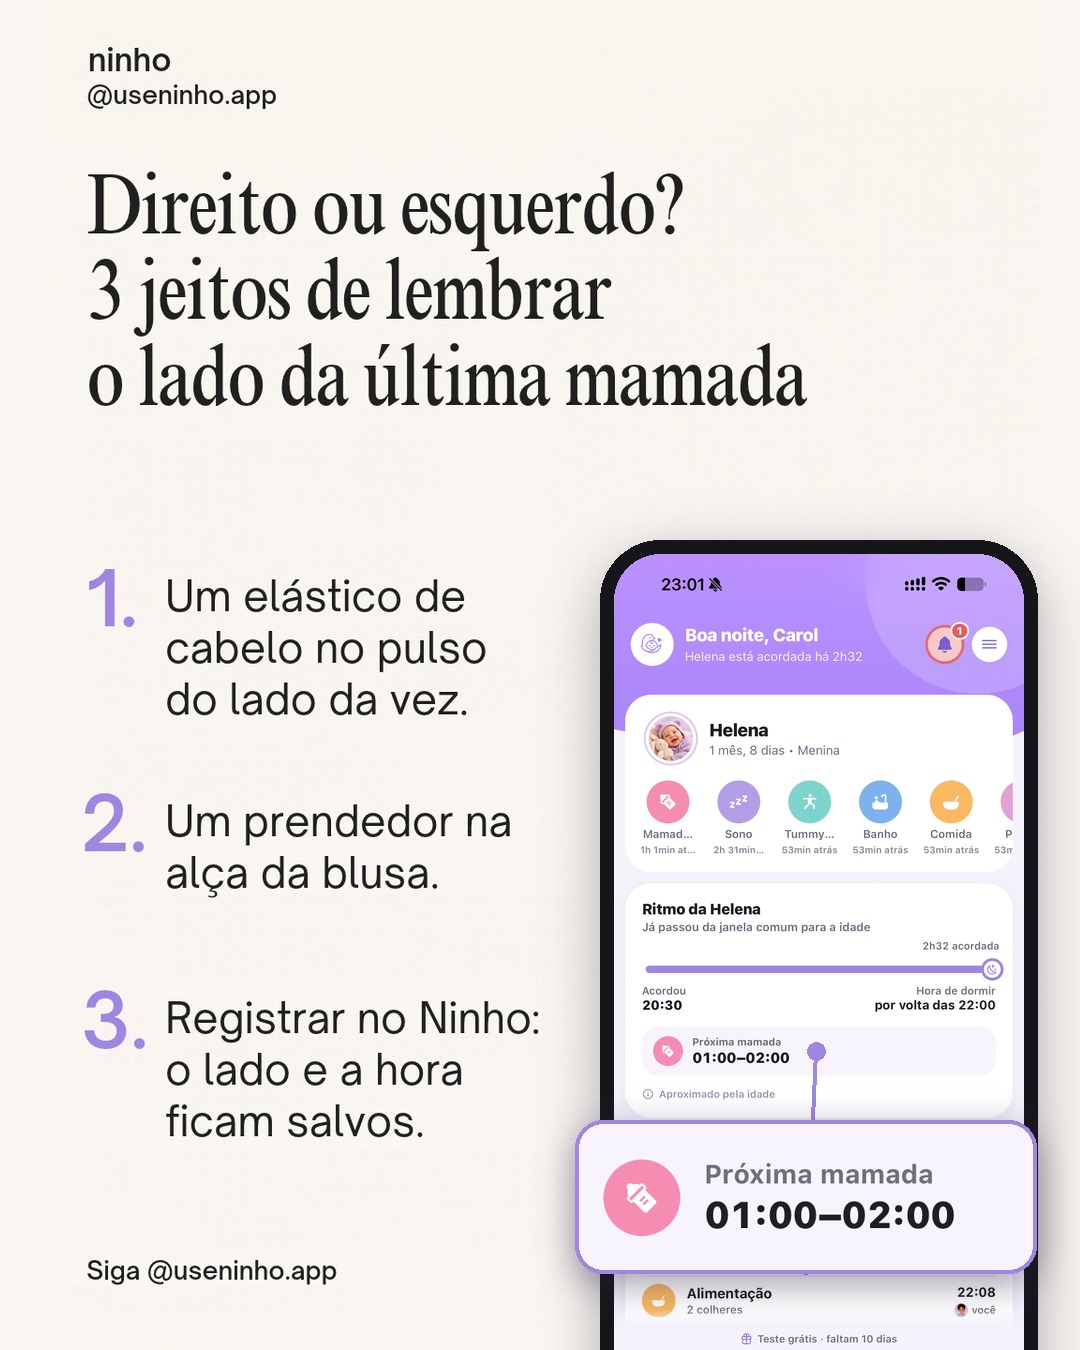 ninho
@useninho.app
Direito ou esquerdo?
3 jeitos de lembrar
o lado da última mamada
1. Um elástico de
cabelo no pulso
do lado da vez.
2. Um prendedor na
alça da blusa.
3. Registrar no Ninho:
o lado e a hora
ficam salvos.
Siga @useninho.app
23:01
Boa noite, Carol
Helena está acordada há 2h32
1
Helena
1 mês, 8 dias • Menina
Mamad... Sono Tummy... Banho Comida P
1h 1min at... 2h 31min... 53min atrás 53min atrás 53min atrás 53m
Ritmo da Helena
Já passou da janela comum para a idade
2h32 acordada
Acordou Hora de dormir
20:30 por volta das 22:00
Próxima mamada
01:00–02:00
Aproximado pela idade
Próxima mamada
01:00–02:00
Alimentação 22:08
2 colheres você
Teste grátis · faltam 10 dias